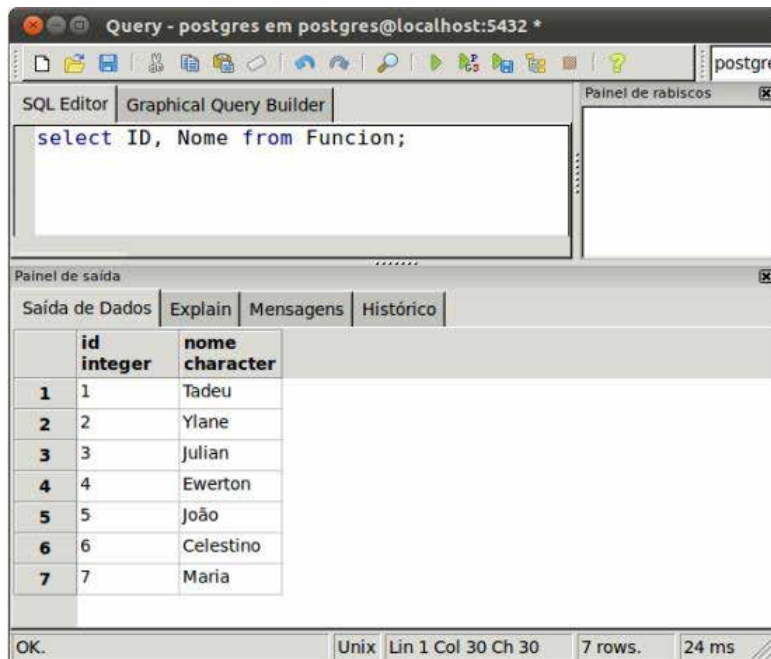 Query - postgres em postgres@localhost:5432 *
postgre
SQL Editor Graphical Query Builder
Painel de rabiscos
select ID, Nome from Funcion;
Painel de saída
Saída de Dados Explain Mensagens Histórico
id nome
integer character
1 1 Tadeu
2 2 Ylane
3 3 Julian
4 4 Ewerton
5 5 João
6 6 Celestino
7 7 Maria
OK. Unix Lin 1 Col 30 Ch 30 7 rows. 24 ms